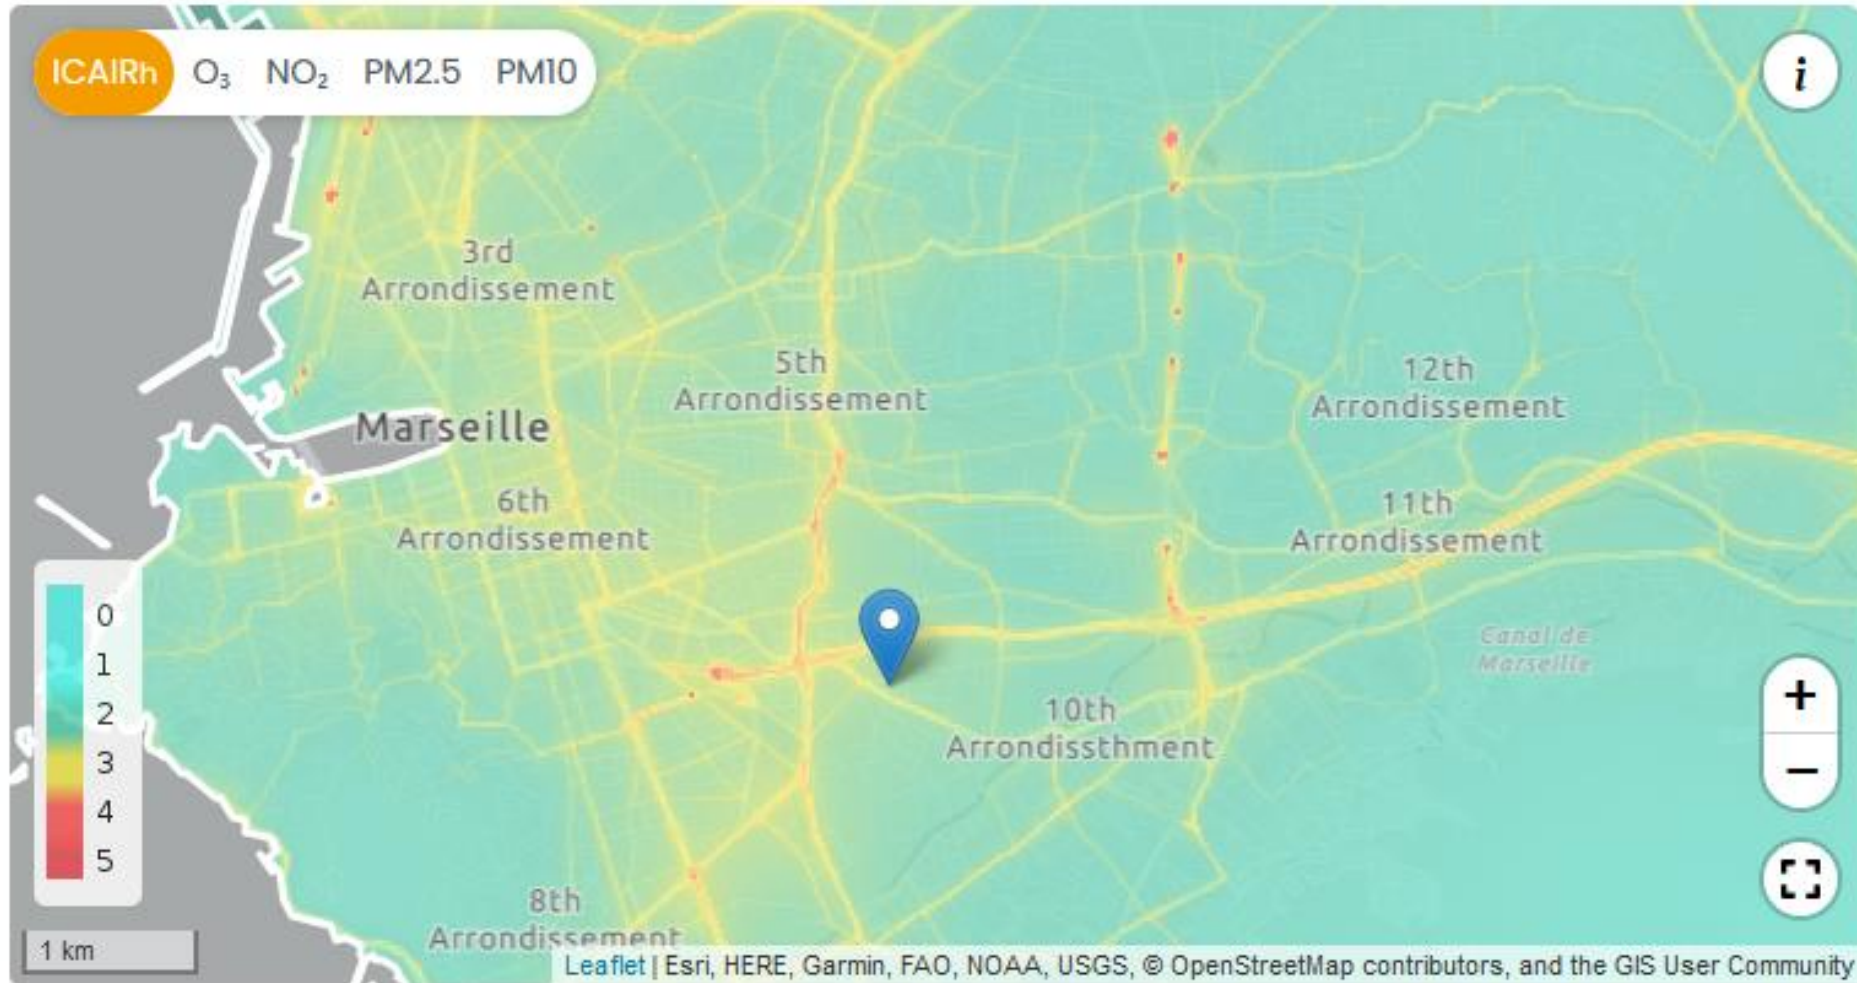 ICAIRh O₃ NO₂ PM2.5 PM10
i
3rd
Arrondissement
5th
Arrondissement
12th
Arrondissement
Marseille
6th
Arrondissement
11th
Arrondissement
0
1
2
3
4
5
Canal de
Marseille
10th
Arrondissthment
+
−
8th
Arrondissement
1 km
Leaflet | Esri, HERE, Garmin, FAO, NOAA, USGS, © OpenStreetMap contributors, and the GIS User Community